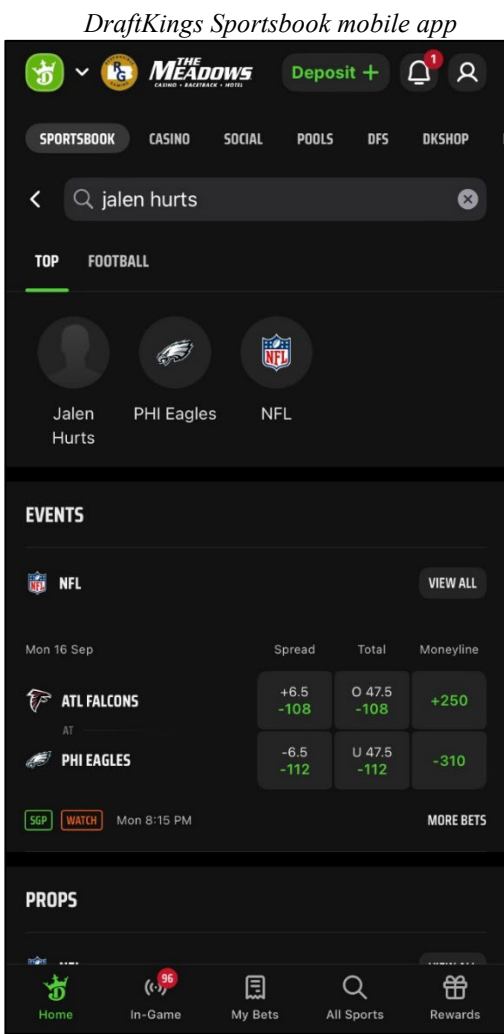 DraftKings Sportsbook mobile app
RG
THE
MEADOWS
CASINO • RACETRACK • HOTEL
Deposit +
1
SPORTSBOOK CASINO SOCIAL POOLS DFS DKSHOP
jalen hurts
TOP FOOTBALL
NFL
Jalen Hurts PHI Eagles NFL
EVENTS
NFL VIEW ALL
Mon 16 Sep Spread Total Moneyline
+6.5 O 47.5
ATL FALCONS -108 -108 +250
AT
-6.5 U 47.5
PHI EAGLES -112 -112 -310
SGP WATCH Mon 8:15 PM MORE BETS
PROPS
96
Home In-Game My Bets All Sports Rewards